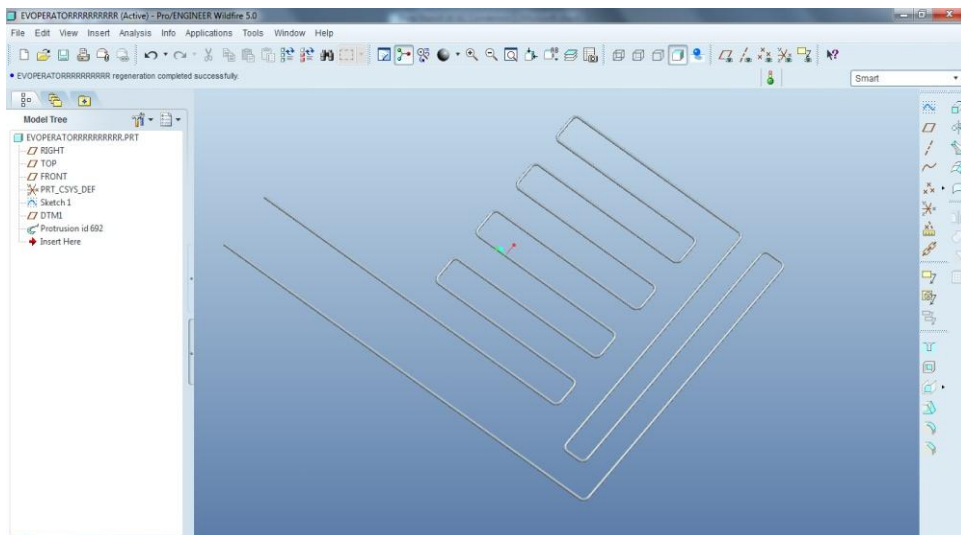 EVOPERATORRRRRRRRRR (Active) - Pro/ENGINEER Wildfire 5.0
File Edit View Insert Analysis Info Applications Tools Window Help
EVOPERATORRRRRRRRRR regeneration completed successfully.
Smart
Model Tree
EVOPERATORRRRRRRRRR.PRT
RIGHT
TOP
FRONT
PRT_CSYS_DEF
Sketch 1
DTM1
Protrusion id 692
Insert Here